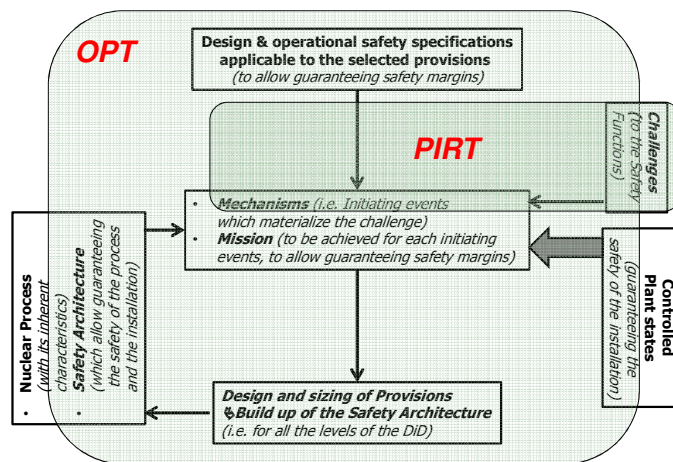 OPT
Design & operational safety specifications
applicable to the selected provisions
(to allow guaranteeing safety margins)
PIRT
Challenges
(to the Safety
Functions)
• Mechanisms (i.e. Initiating events
which materialize the challenge)
• Mission (to be achieved for each initiating
events, to allow guaranteeing safety margins)
• Nuclear Process
(with its inherent
characteristics)
• Safety Architecture
(which allow guaranteeing
the safety of the process
and the installation)
Controlled
Plant states
(guaranteeing the
safety of the installation)
Design and sizing of Provisions
↳Build up of the Safety Architecture
(i.e. for all the levels of the DiD)